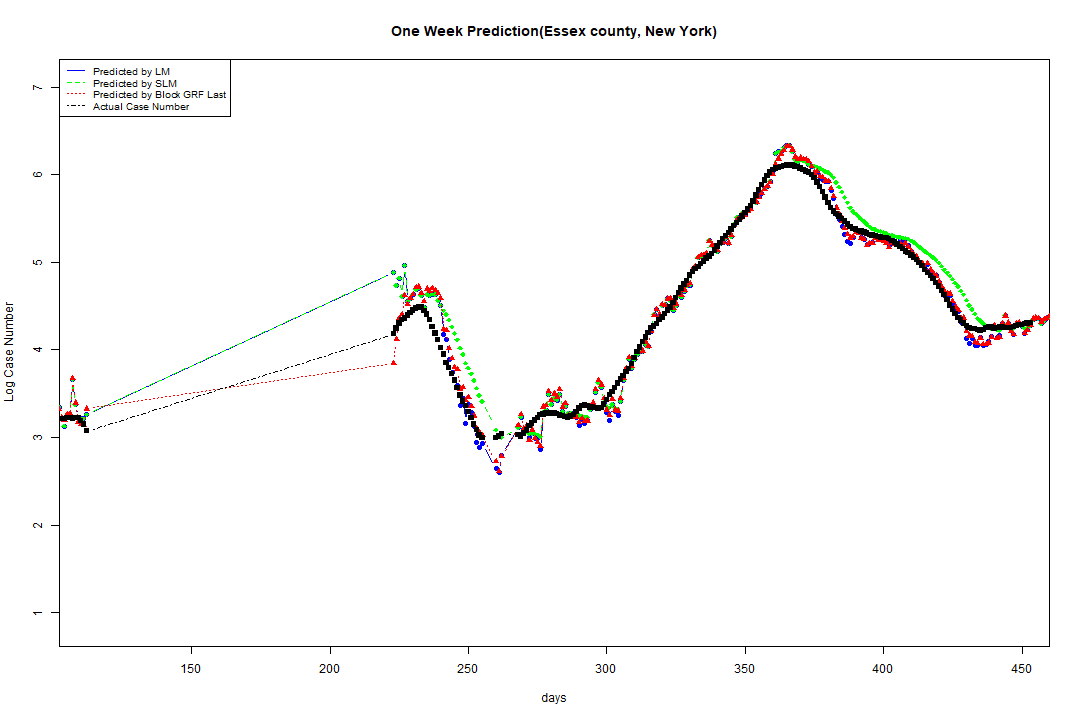 One Week Prediction(Essex county, New York)
Predicted by LM
Predicted by SLM
Predicted by Block GRF Last
Actual Case Number
7
6
5
4
3
2
1
Log Case Number
150 200 250 300 350 400 450
days